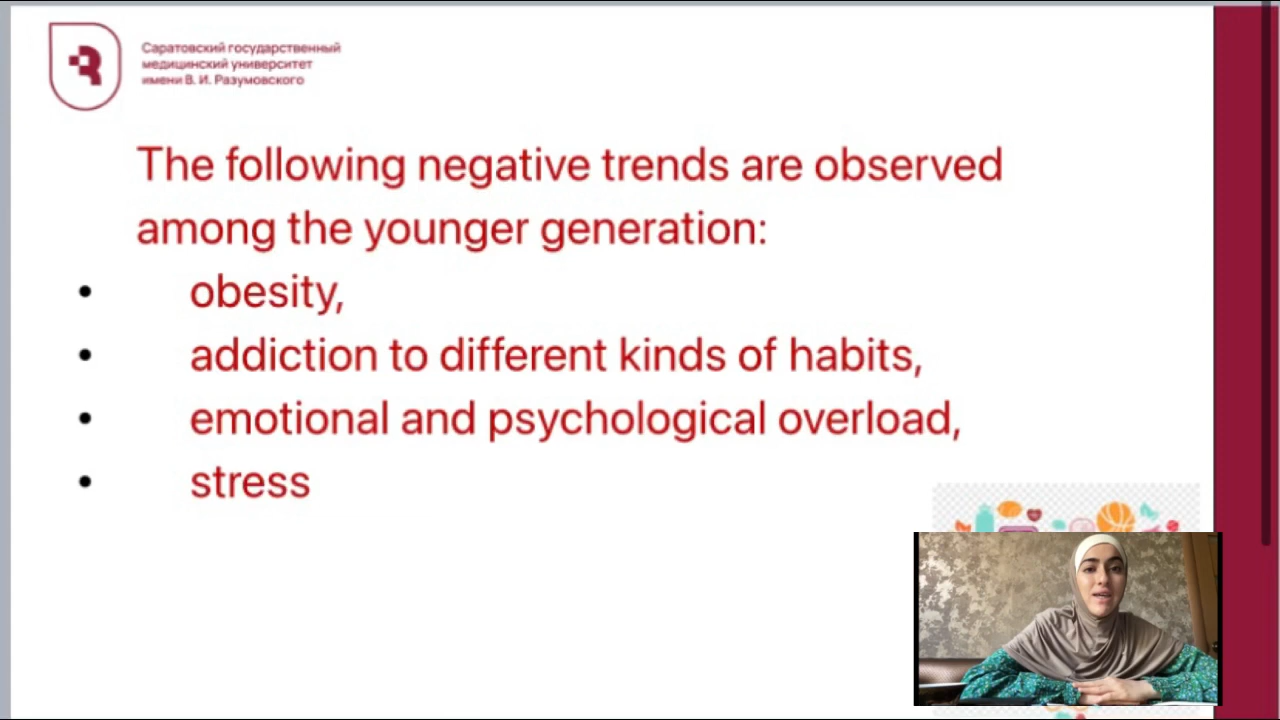 Саратовский государственный
медицинский университет
имени В. И. Разумовского
The following negative trends are observed
among the younger generation:
• obesity,
• addiction to different kinds of habits,
• emotional and psychological overload,
• stress